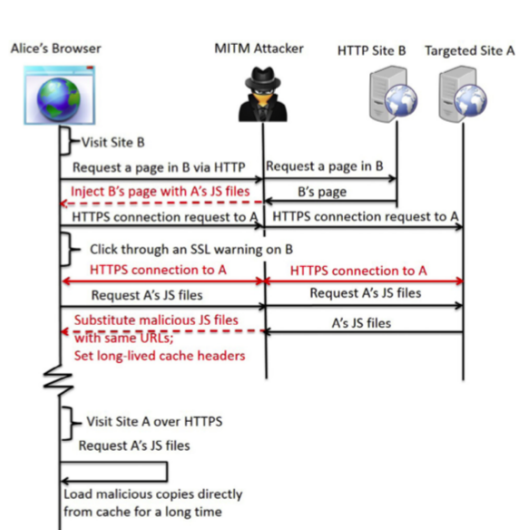 Alice's Browser
MITM Attacker
HTTP Site B
Targeted Site A
Visit Site B
Request a page in B via HTTP
Request a page in B
Inject B's page with A's JS files
B's page
HTTPS connection request to A
HTTPS connection request to A
Click through an SSL warning on B
HTTPS connection to A
HTTPS connection to A
Request A's JS files
Request A's JS files
Substitute malicious JS files
with same URLs;
Set long-lived cache headers
A's JS files
Visit Site A over HTTPS
Request A's JS files
Load malicious copies directly
from cache for a long time